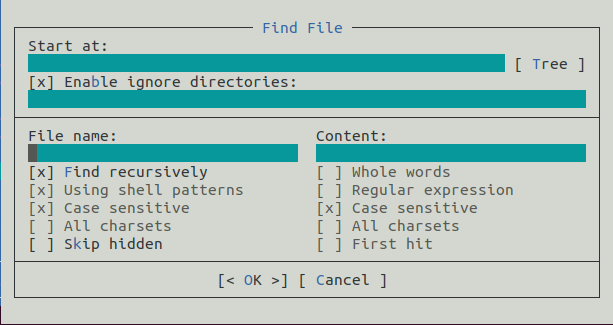 Find File
Start at:
[ Tree ]
[x] Enable ignore directories:
File name: Content:
[x] Find recursively [ ] Whole words
[x] Using shell patterns [ ] Regular expression
[x] Case sensitive [x] Case sensitive
[ ] All charsets [ ] All charsets
[ ] Skip hidden [ ] First hit
[< OK >] [ Cancel ]